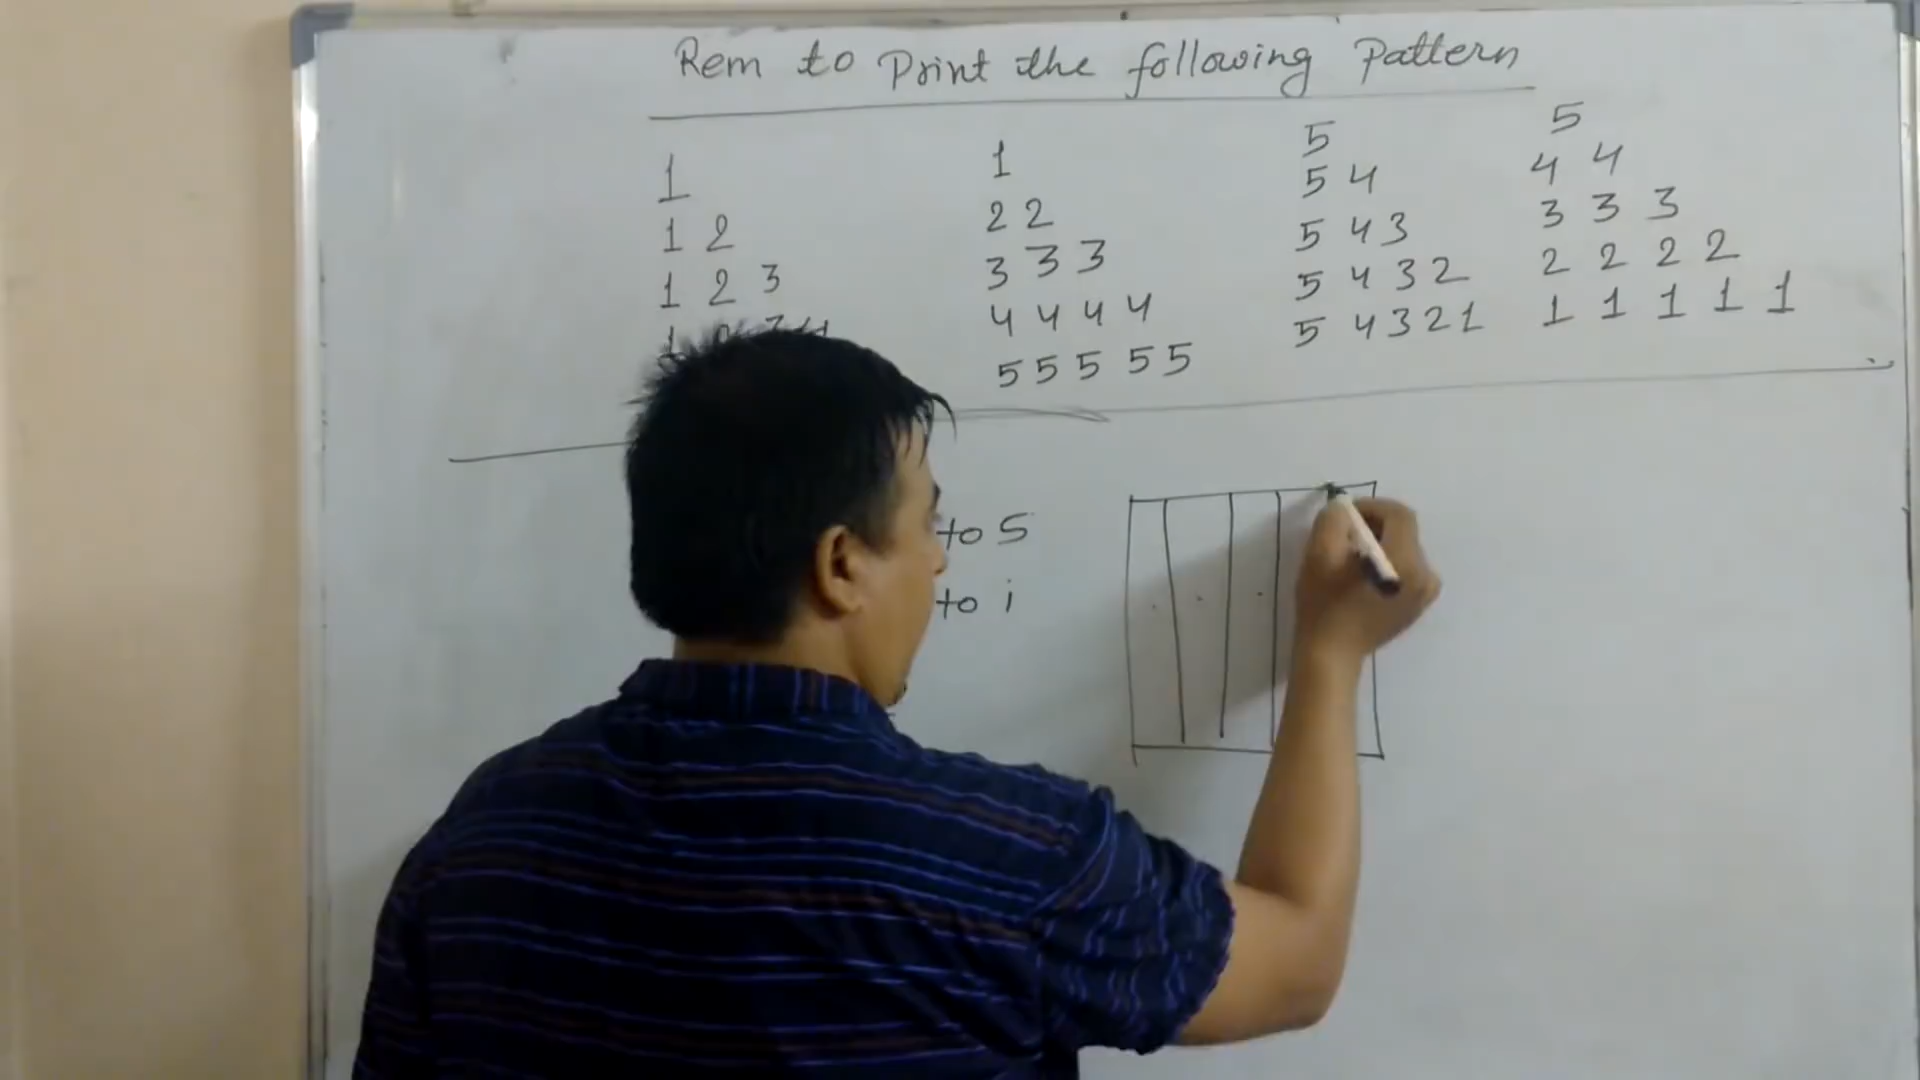 Rem to Print the following Pattern
1
1 2
1 2 3
1
2 2
3 3 3
4 4 4 4
5 5 5 5 5
5
5 4
5 4 3
5 4 3 2
5 4 3 2 1
5
4 4
3 3 3
2 2 2 2
1 1 1 1 1
to 5
to i